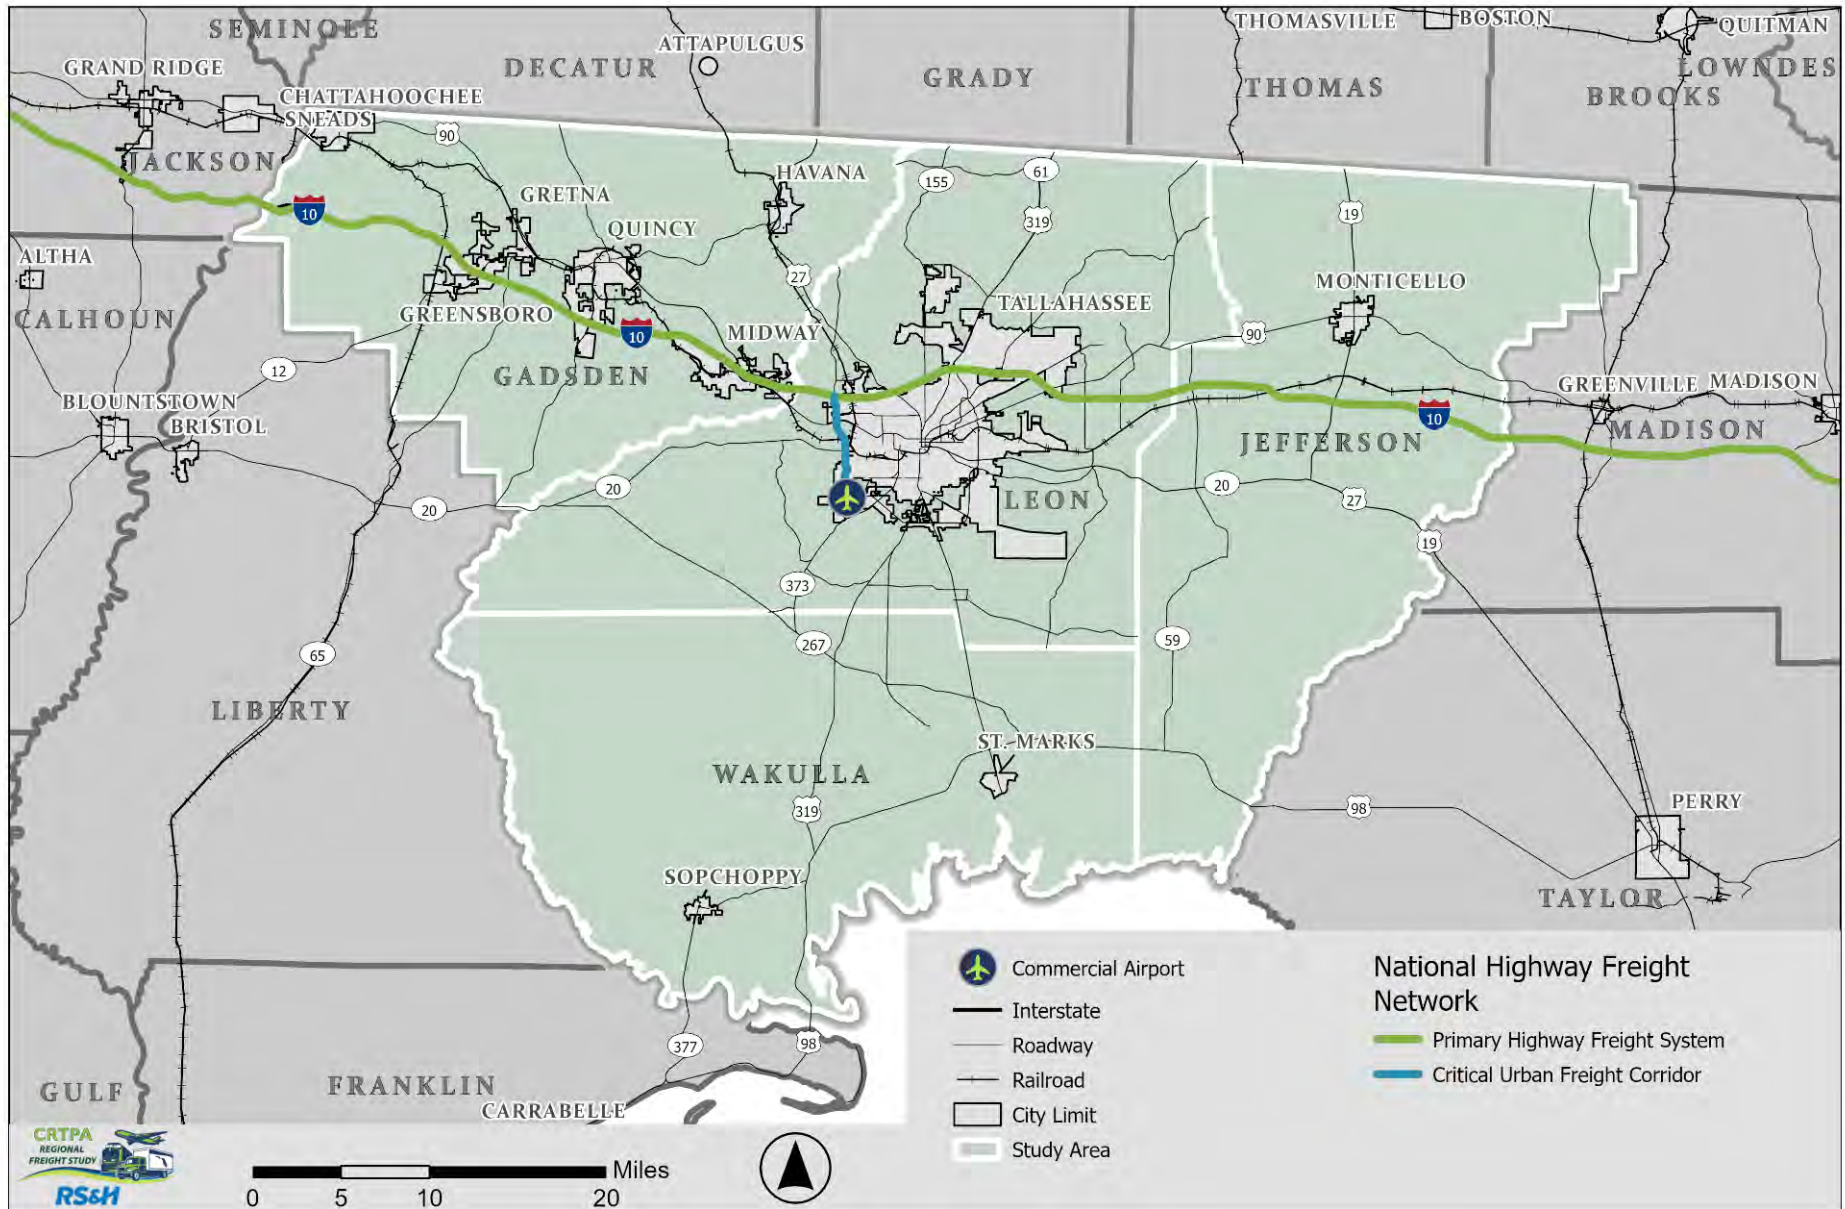 SEMINOLE
ATTAPULGUS
THOMASVILLE
BOSTON
QUITMAN
GRAND RIDGE
DECATUR
GRADY
THOMAS
BROOKS
LOWNDES
CHATTAHOOCHEE
SNEADS
90
JACKSON
HAVANA
155
61
GRETNA
10
319
19
QUINCY
ALTHA
27
MONTICELLO
CALHOUN
GREENSBORO
TALLAHASSEE
10
MIDWAY
90
12
GADSDEN
GREENVILLE
MADISON
BLOUNTSTOWN
BRISTOL
10
JEFFERSON
MADISON
20
20
LEON
20
27
19
373
267
59
65
LIBERTY
ST. MARKS
WAKULLA
319
98
PERRY
SOPCHOPPY
TAYLOR
377
98
GULF
FRANKLIN
CARRABELLE
Commercial Airport
Interstate
Roadway
Railroad
City Limit
Study Area
National Highway Freight
Network
Primary Highway Freight System
Critical Urban Freight Corridor
CRTPA
REGIONAL
FREIGHT STUDY
RS&H
Miles
0 5 10 20